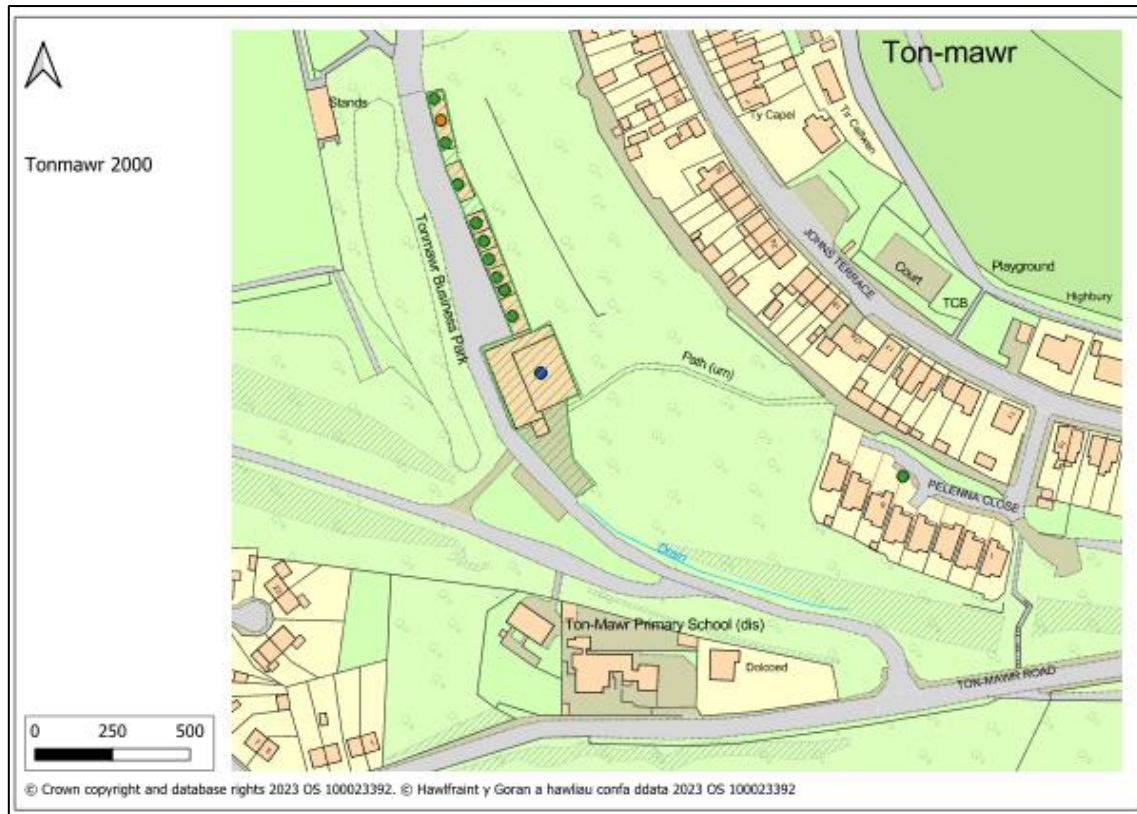 Ton-mawr
Stands
Tonmawr 2000
Ty Capel
Tonmawr Business Park
JOHNS TERRACE
Court
Playground
TCB
Highbury
Path (um)
PELENNA CLOSE
Drain
Ton-Mawr Primary School (dis)
Dolcoed
TON-MAWR ROAD
0 250 500
© Crown copyright and database rights 2023 OS 100023392. © Hawlfraint y Goran a hawliau confa ddata 2023 OS 100023392